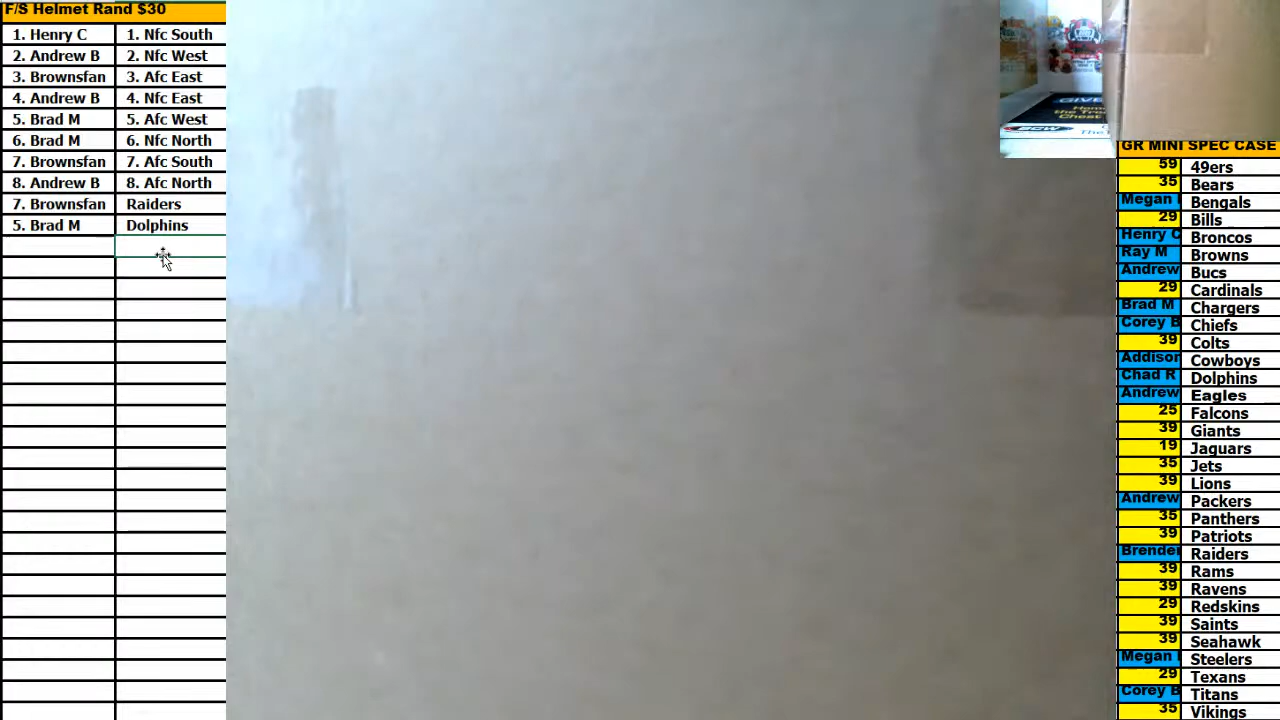 F/S Helmet Rand $30
1. Henry C 1. Nfc South
2. Andrew B 2. Nfc West
3. Brownsfan 3. Afc East
4. Andrew B 4. Nfc East
5. Brad M 5. Afc West
6. Brad M 6. Nfc North
7. Brownsfan 7. Afc South
8. Andrew B 8. Afc North
7. Brownsfan Raiders
5. Brad M Dolphins
GIVE
BCW
GR MINI SPEC CASE
59 49ers
35 Bears
Megan Bengals
29 Bills
Henry C Broncos
Ray M Browns
Andrew Bucs
29 Cardinals
Brad M Chargers
Corey B Chiefs
39 Colts
Addison Cowboys
Chad R Dolphins
Andrew Eagles
25 Falcons
39 Giants
19 Jaguars
35 Jets
39 Lions
Andrew Packers
35 Panthers
39 Patriots
Brender Raiders
39 Rams
39 Ravens
29 Redskins
39 Saints
39 Seahawk
Megan Steelers
29 Texans
Corey B Titans
35 Vikings